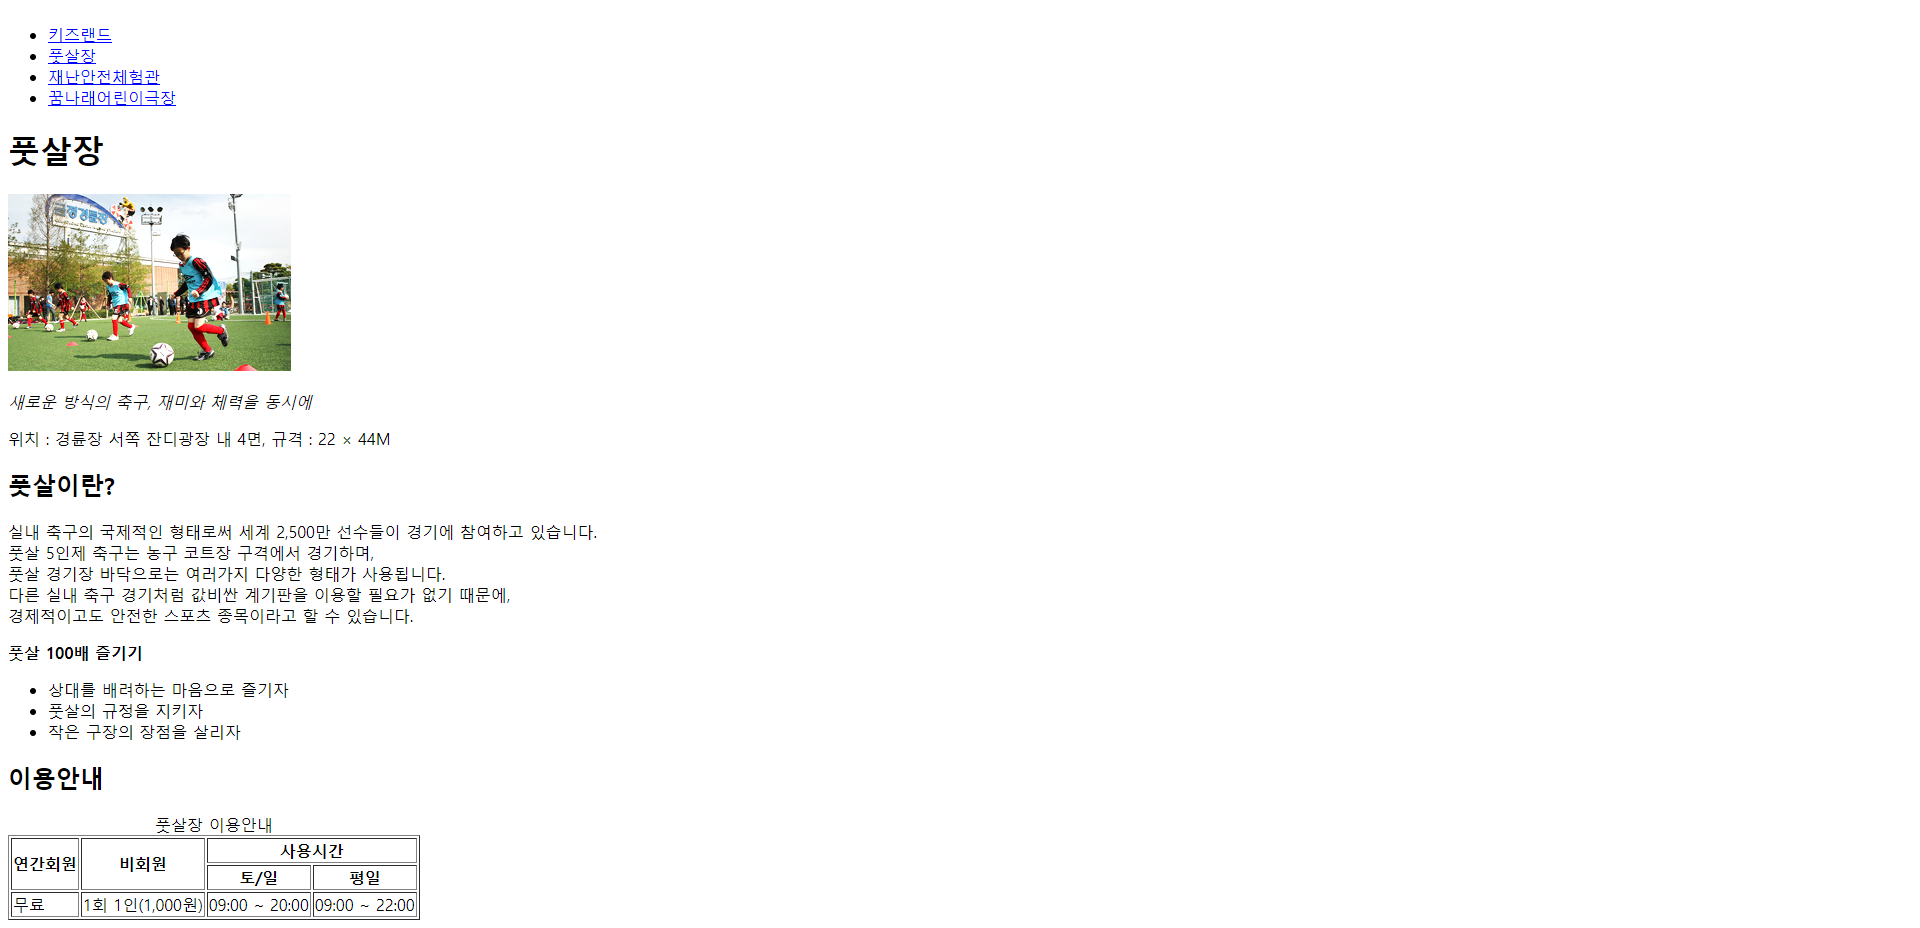 키즈랜드
풋살장
재난안전체험관
꿈나래어린이극장
풋살장
새로운 방식의 축구, 재미와 체력을 동시에
위치 : 경륜장 서쪽 잔디광장 내 4면, 규격 : 22 × 44M
풋살이란?
실내 축구의 국제적인 형태로써 세계 2,500만 선수들이 경기에 참여하고 있습니다.
풋살 5인제 축구는 농구 코트장 구격에서 경기하며,
풋살 경기장 바닥으로는 여러가지 다양한 형태가 사용됩니다.
다른 실내 축구 경기처럼 값비싼 계기판을 이용할 필요가 없기 때문에,
경제적이고도 안전한 스포츠 종목이라고 할 수 있습니다.
풋살 100배 즐기기
상대를 배려하는 마음으로 즐기자
풋살의 규정을 지키자
작은 구장의 장점을 살리자
이용안내
풋살장 이용안내
연간회원 비회원 사용시간
토/일 평일
무료 1회 1인(1,000원) 09:00 ~ 20:00 09:00 ~ 22:00